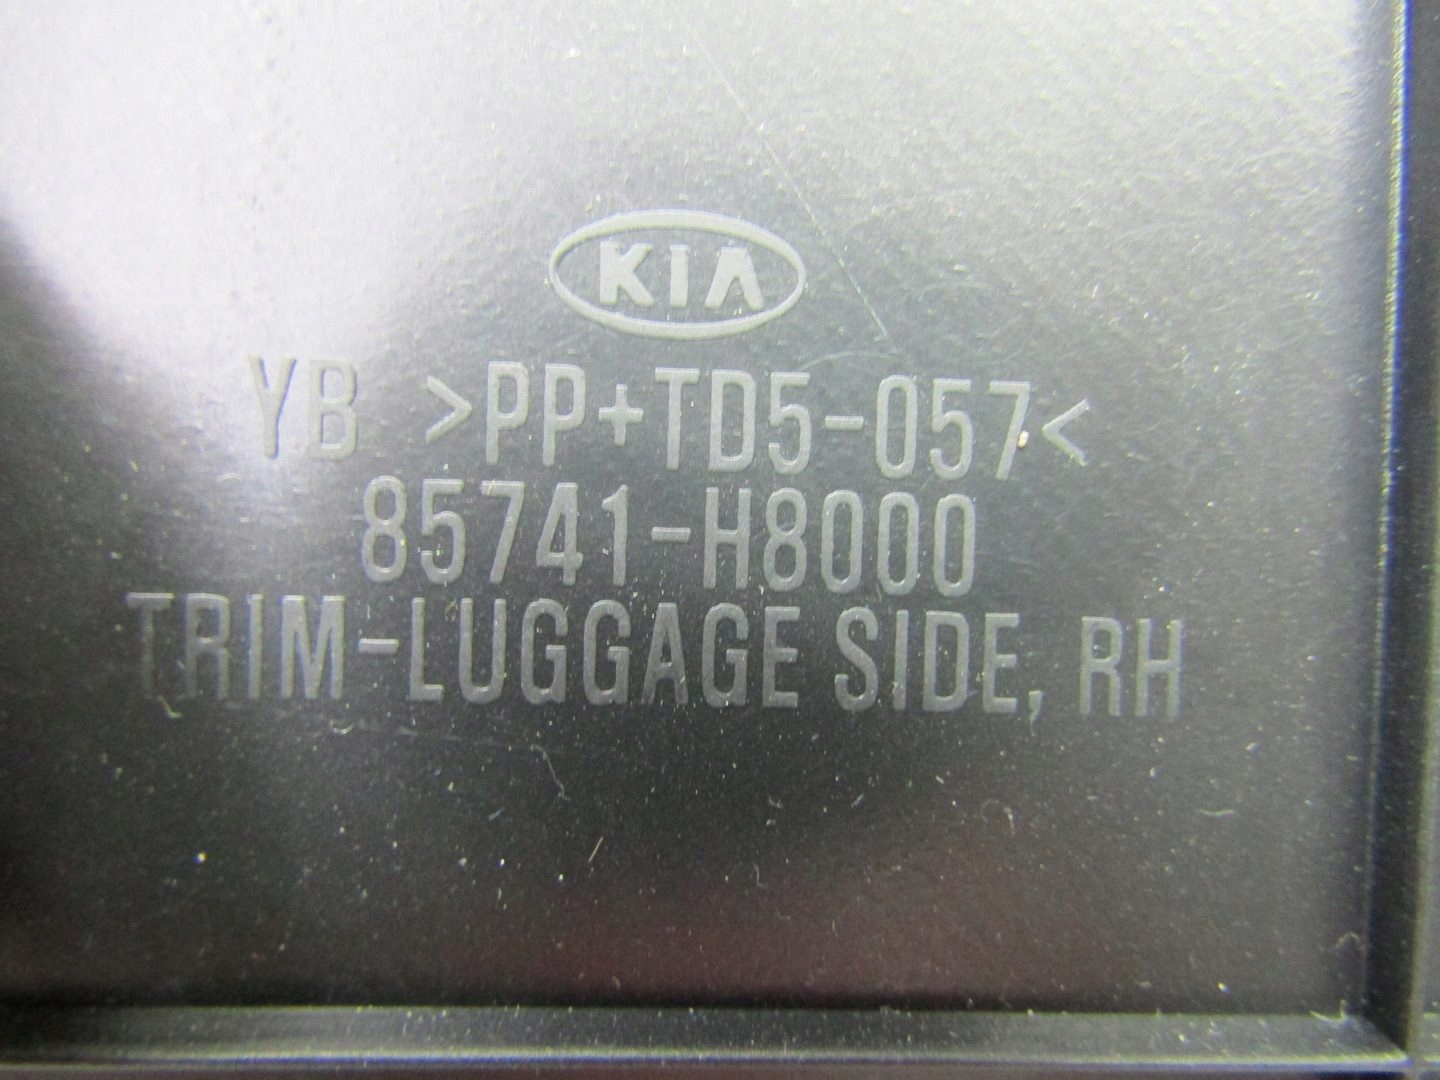 KIA
YB >PP+TD5-057<
85741-H8000
TRIM-LUGGAGE SIDE, RH